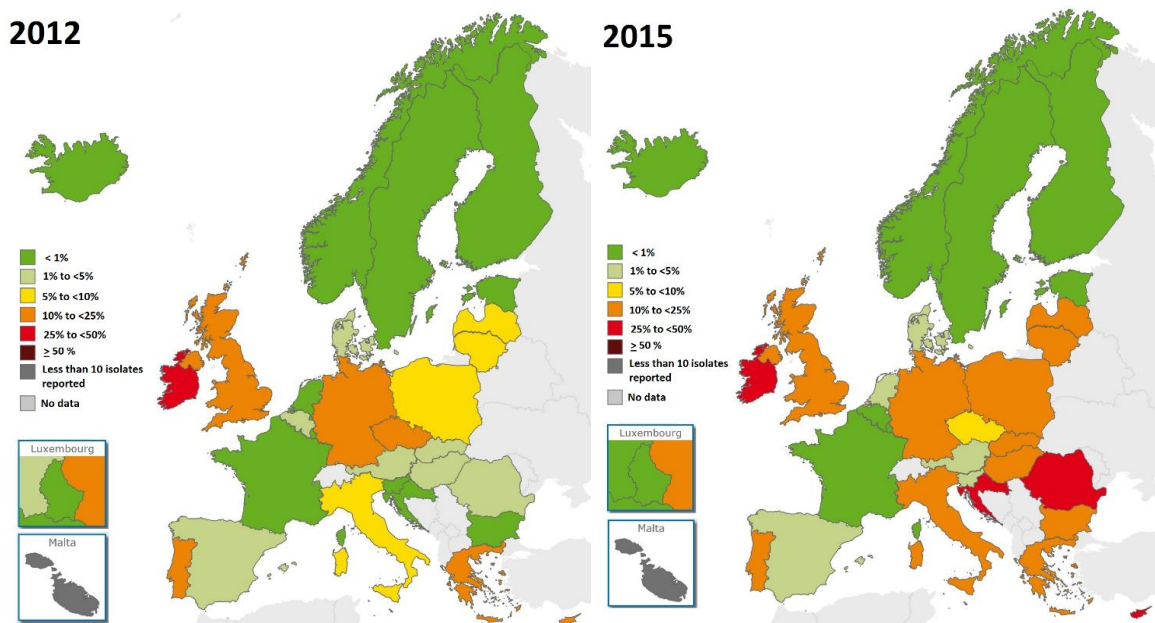 2012
< 1%
1% to <5%
5% to <10%
10% to <25%
25% to <50%
≥ 50 %
Less than 10 isolates
reported
No data
Luxembourg
Malta
2015
< 1%
1% to <5%
5% to <10%
10% to <25%
25% to <50%
≥ 50 %
Less than 10 isolates
reported
No data
Luxembourg
Malta